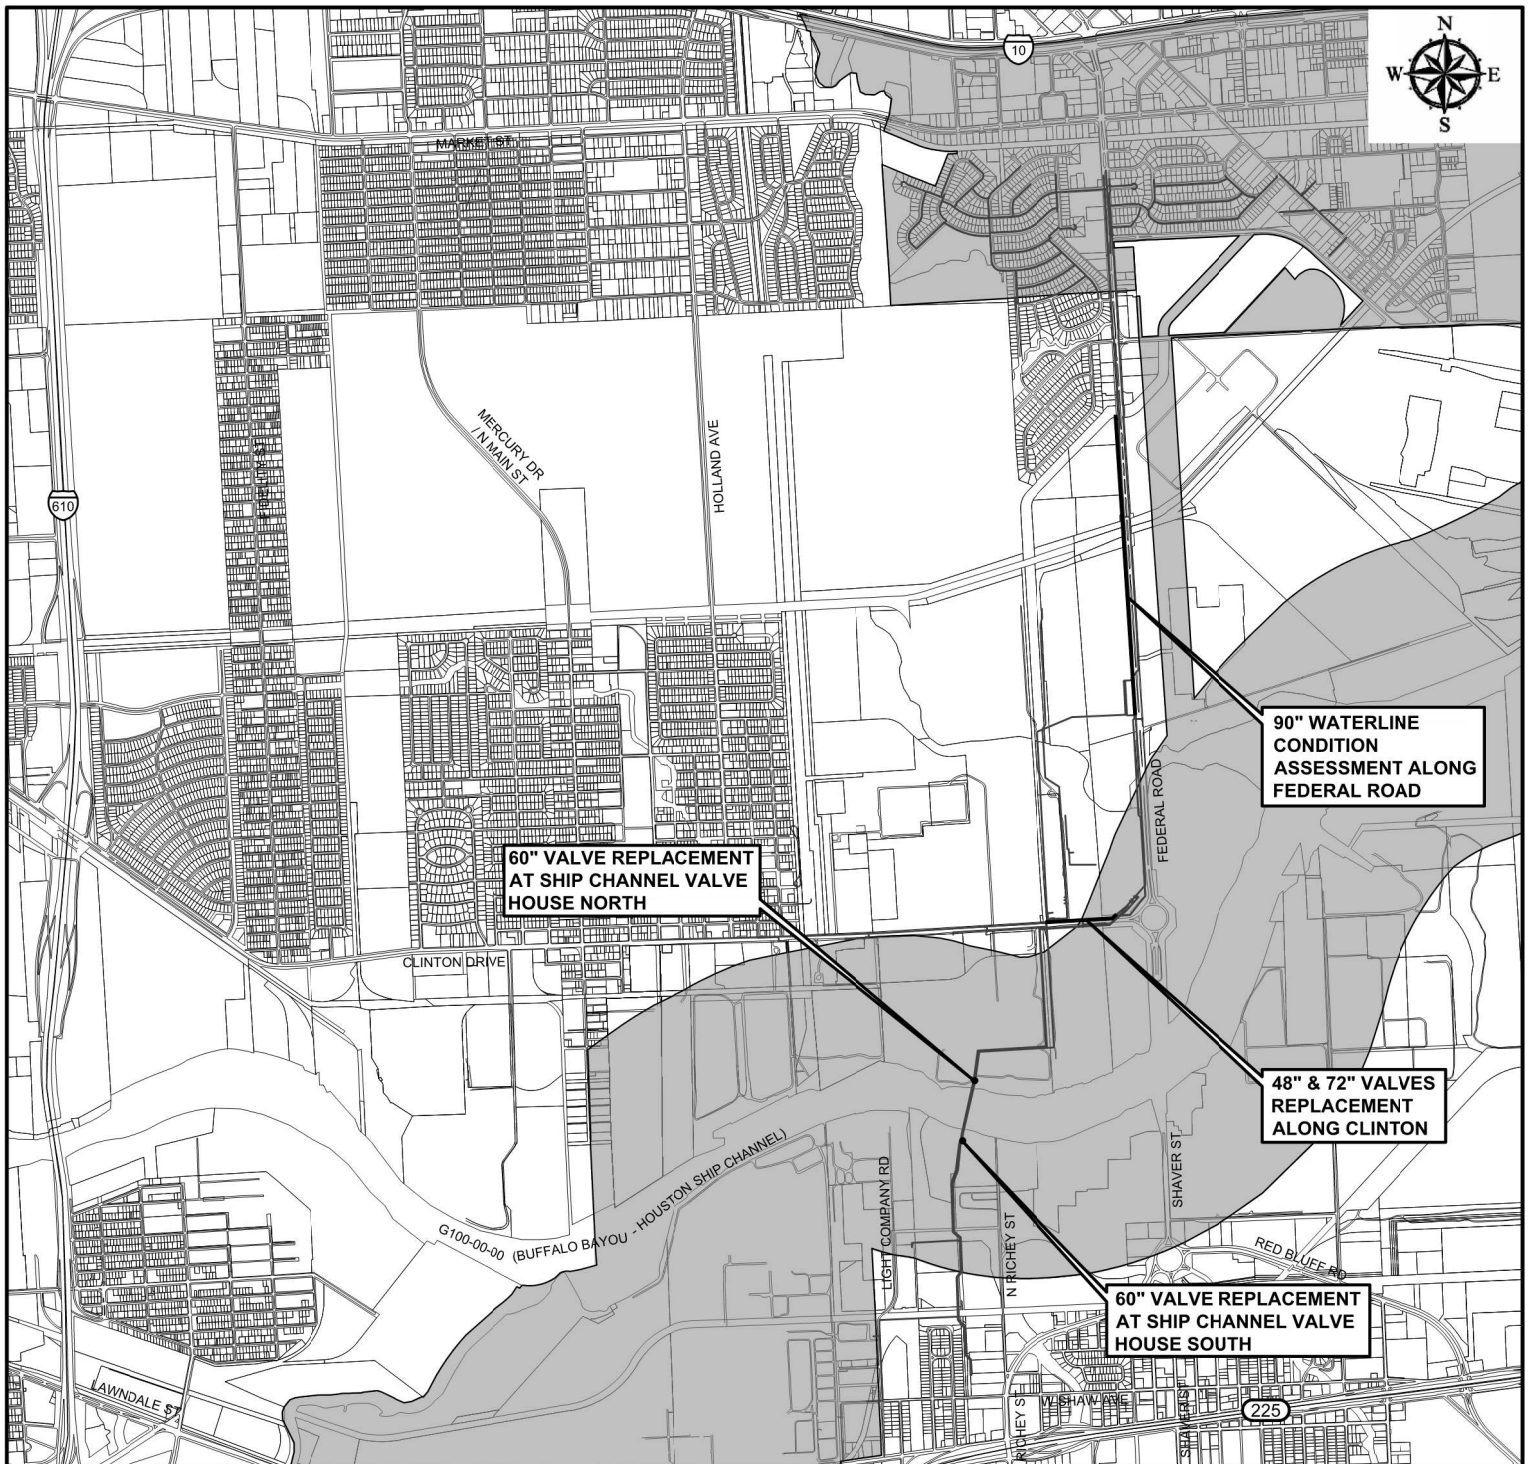 N
W
E
S
10
MARKET ST
MERCURY DR
/ N MAIN ST
HOLLAND AVE
FIDELITY ST
610
90" WATERLINE
CONDITION
ASSESSMENT ALONG
FEDERAL ROAD
FEDERAL ROAD
60" VALVE REPLACEMENT
AT SHIP CHANNEL VALVE
HOUSE NORTH
CLINTON DRIVE
48" & 72" VALVES
REPLACEMENT
ALONG CLINTON
G100-00-00 (BUFFALO BAYOU - HOUSTON SHIP CHANNEL)
LIGHT COMPANY RD
N RICHEY ST
SHAVER ST
RED BLUFF RD
60" VALVE REPLACEMENT
AT SHIP CHANNEL VALVE
HOUSE SOUTH
LAWNDALE ST
RICHEY ST
W SHAW AVE
SHAVER ST
225